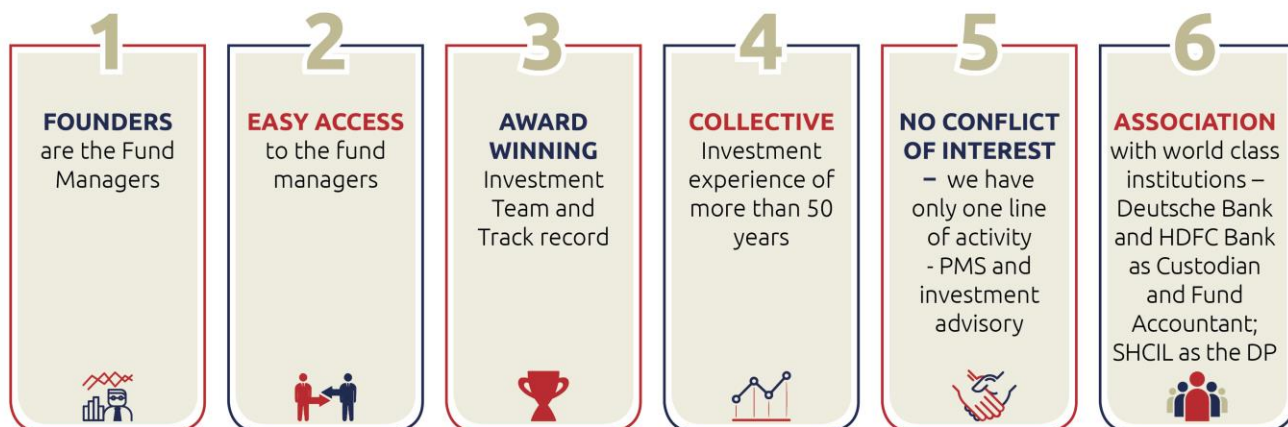 1
FOUNDERS
are the Fund
Managers
2
EASY ACCESS
to the fund
managers
3
AWARD
WINNING
Investment
Team and
Track record
4
COLLECTIVE
Investment
experience of
more than 50
years
5
NO CONFLICT
OF INTEREST
– we have
only one line
of activity
- PMS and
investment
advisory
6
ASSOCIATION
with world class
institutions –
Deutsche Bank
and HDFC Bank
as Custodian
and Fund
Accountant;
SHCIL as the DP